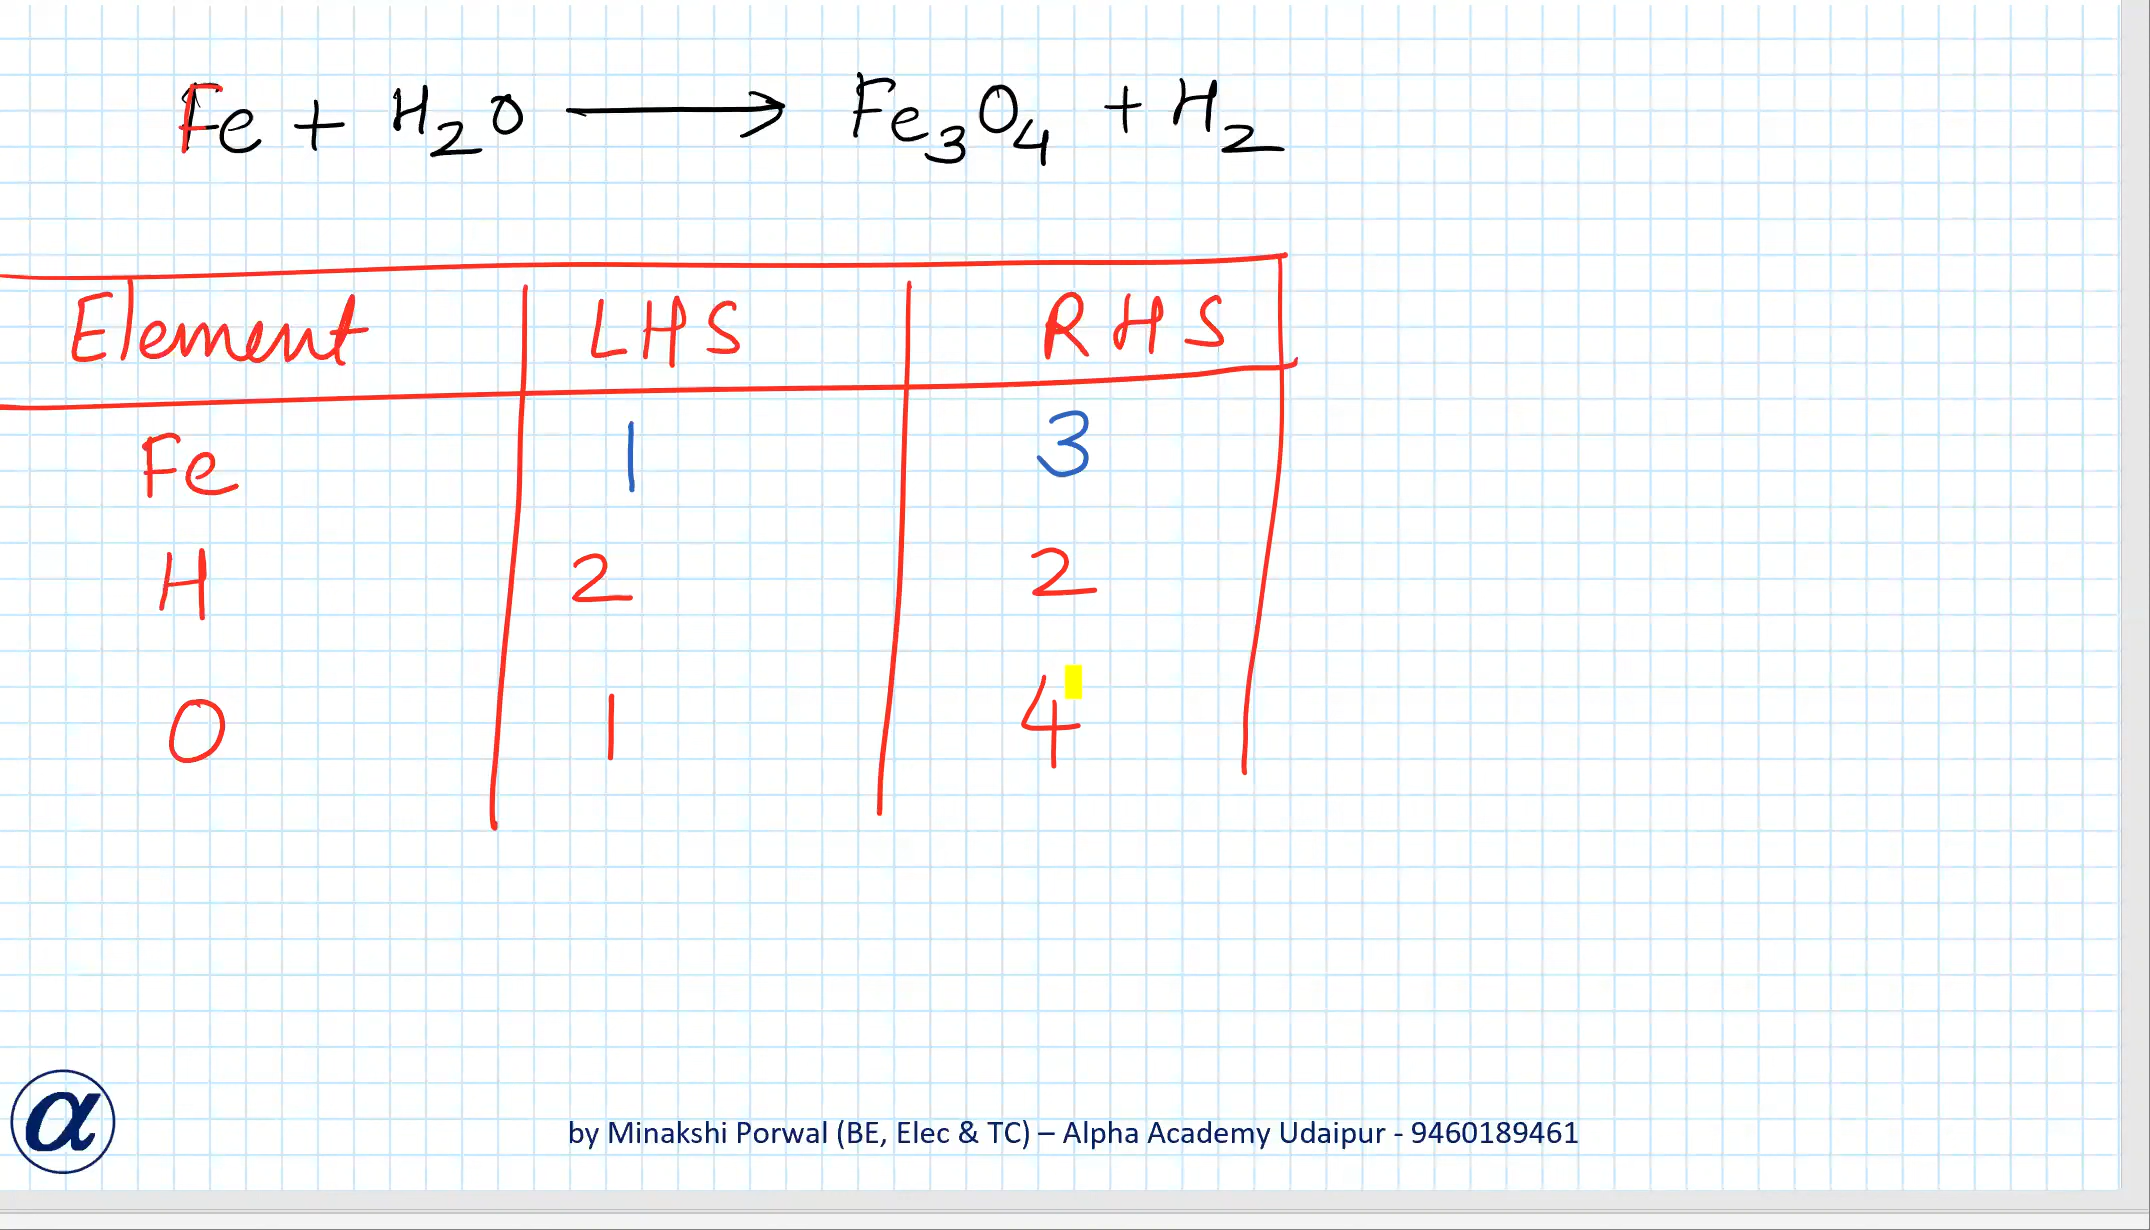 Fe + H₂O ⟶ Fe₃O₄ + H₂
Element LHS RHS
Fe 1 3
H 2 2
O 1 4
α
by Minakshi Porwal (BE, Elec & TC) – Alpha Academy Udaipur - 9460189461